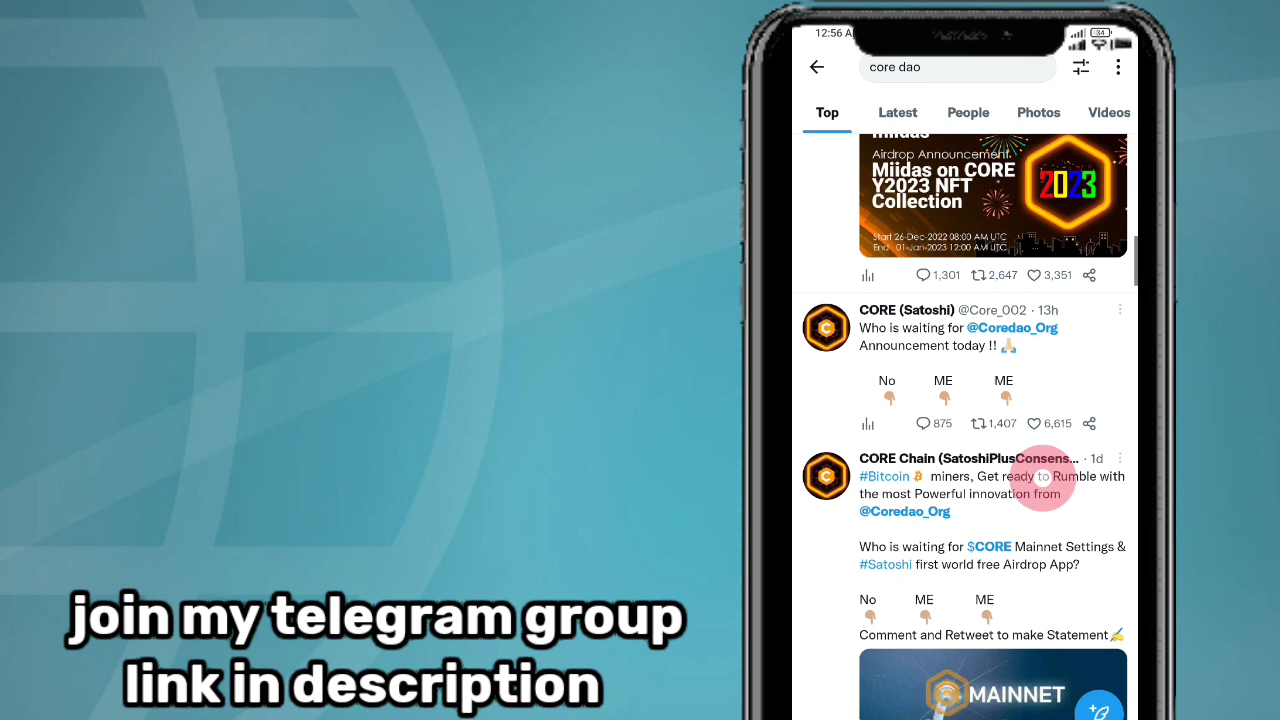 12:56 A
34
core dao
Top Latest People Photos Videos
Miidas
Airdrop Announcement
Miidas on CORE
Y2023 NFT
Collection
2023
Start 26-Dec-2022 08:00 AM UTC
End 01-Jan-2023 12:00 AM UTC
1,301 2,647 3,351
CORE (Satoshi) @Core_002 · 13h
Who is waiting for @Coredao_Org
Announcement today !! 🙏🏼
No ME ME
👇🏼 👇🏼 👇🏼
875 1,407 6,615
CORE Chain (SatoshiPlusConsens... · 1d
#Bitcoin miners, Get ready to Rumble with
the most Powerful innovation from
@Coredao_Org
Who is waiting for $CORE Mainnet Settings &
#Satoshi first world free Airdrop App?
No ME ME
👇🏼 👇🏼 👇🏼
Comment and Retweet to make Statement✍️
MAINNET
join my telegram group
link in description